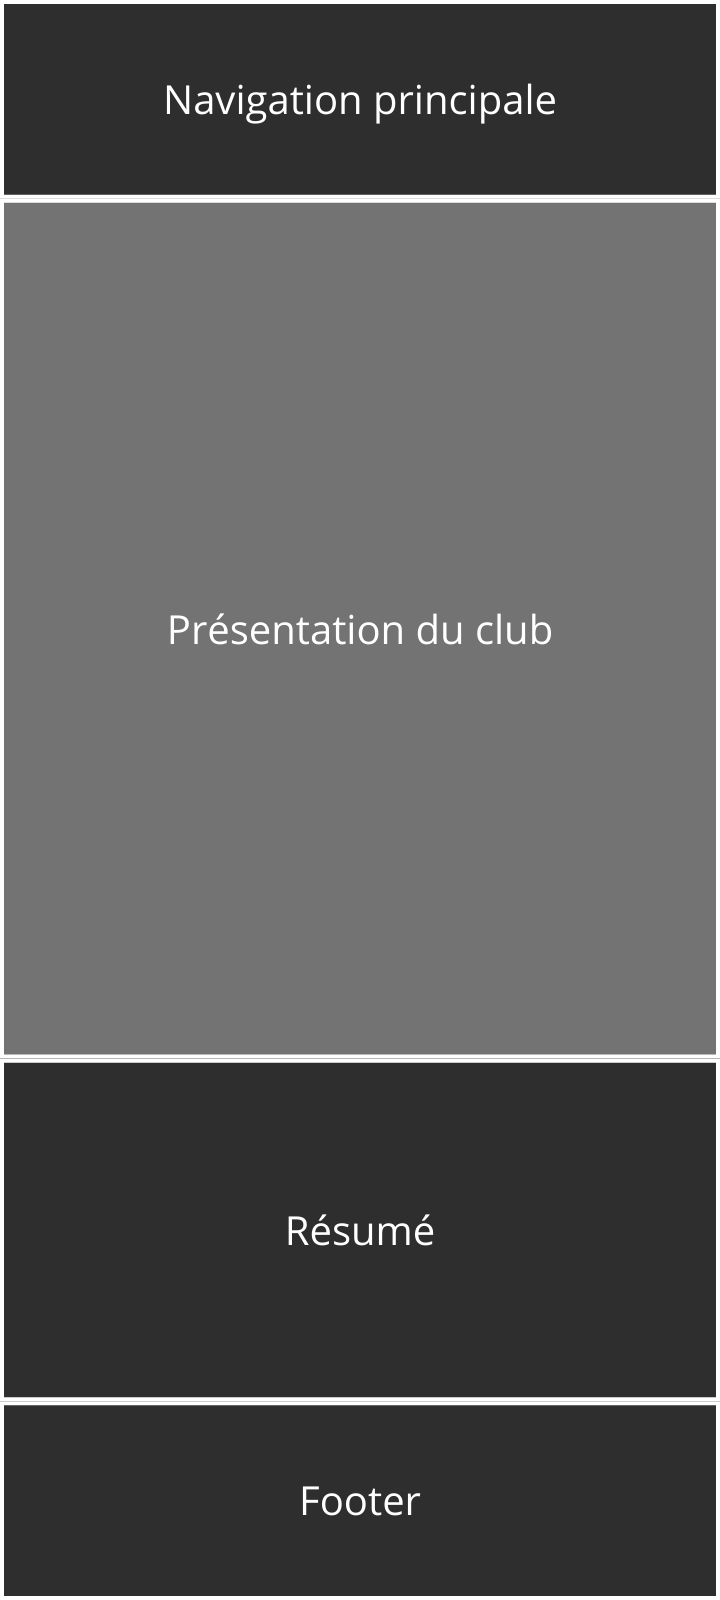 Navigation principale
Présentation du club
Résumé
Footer